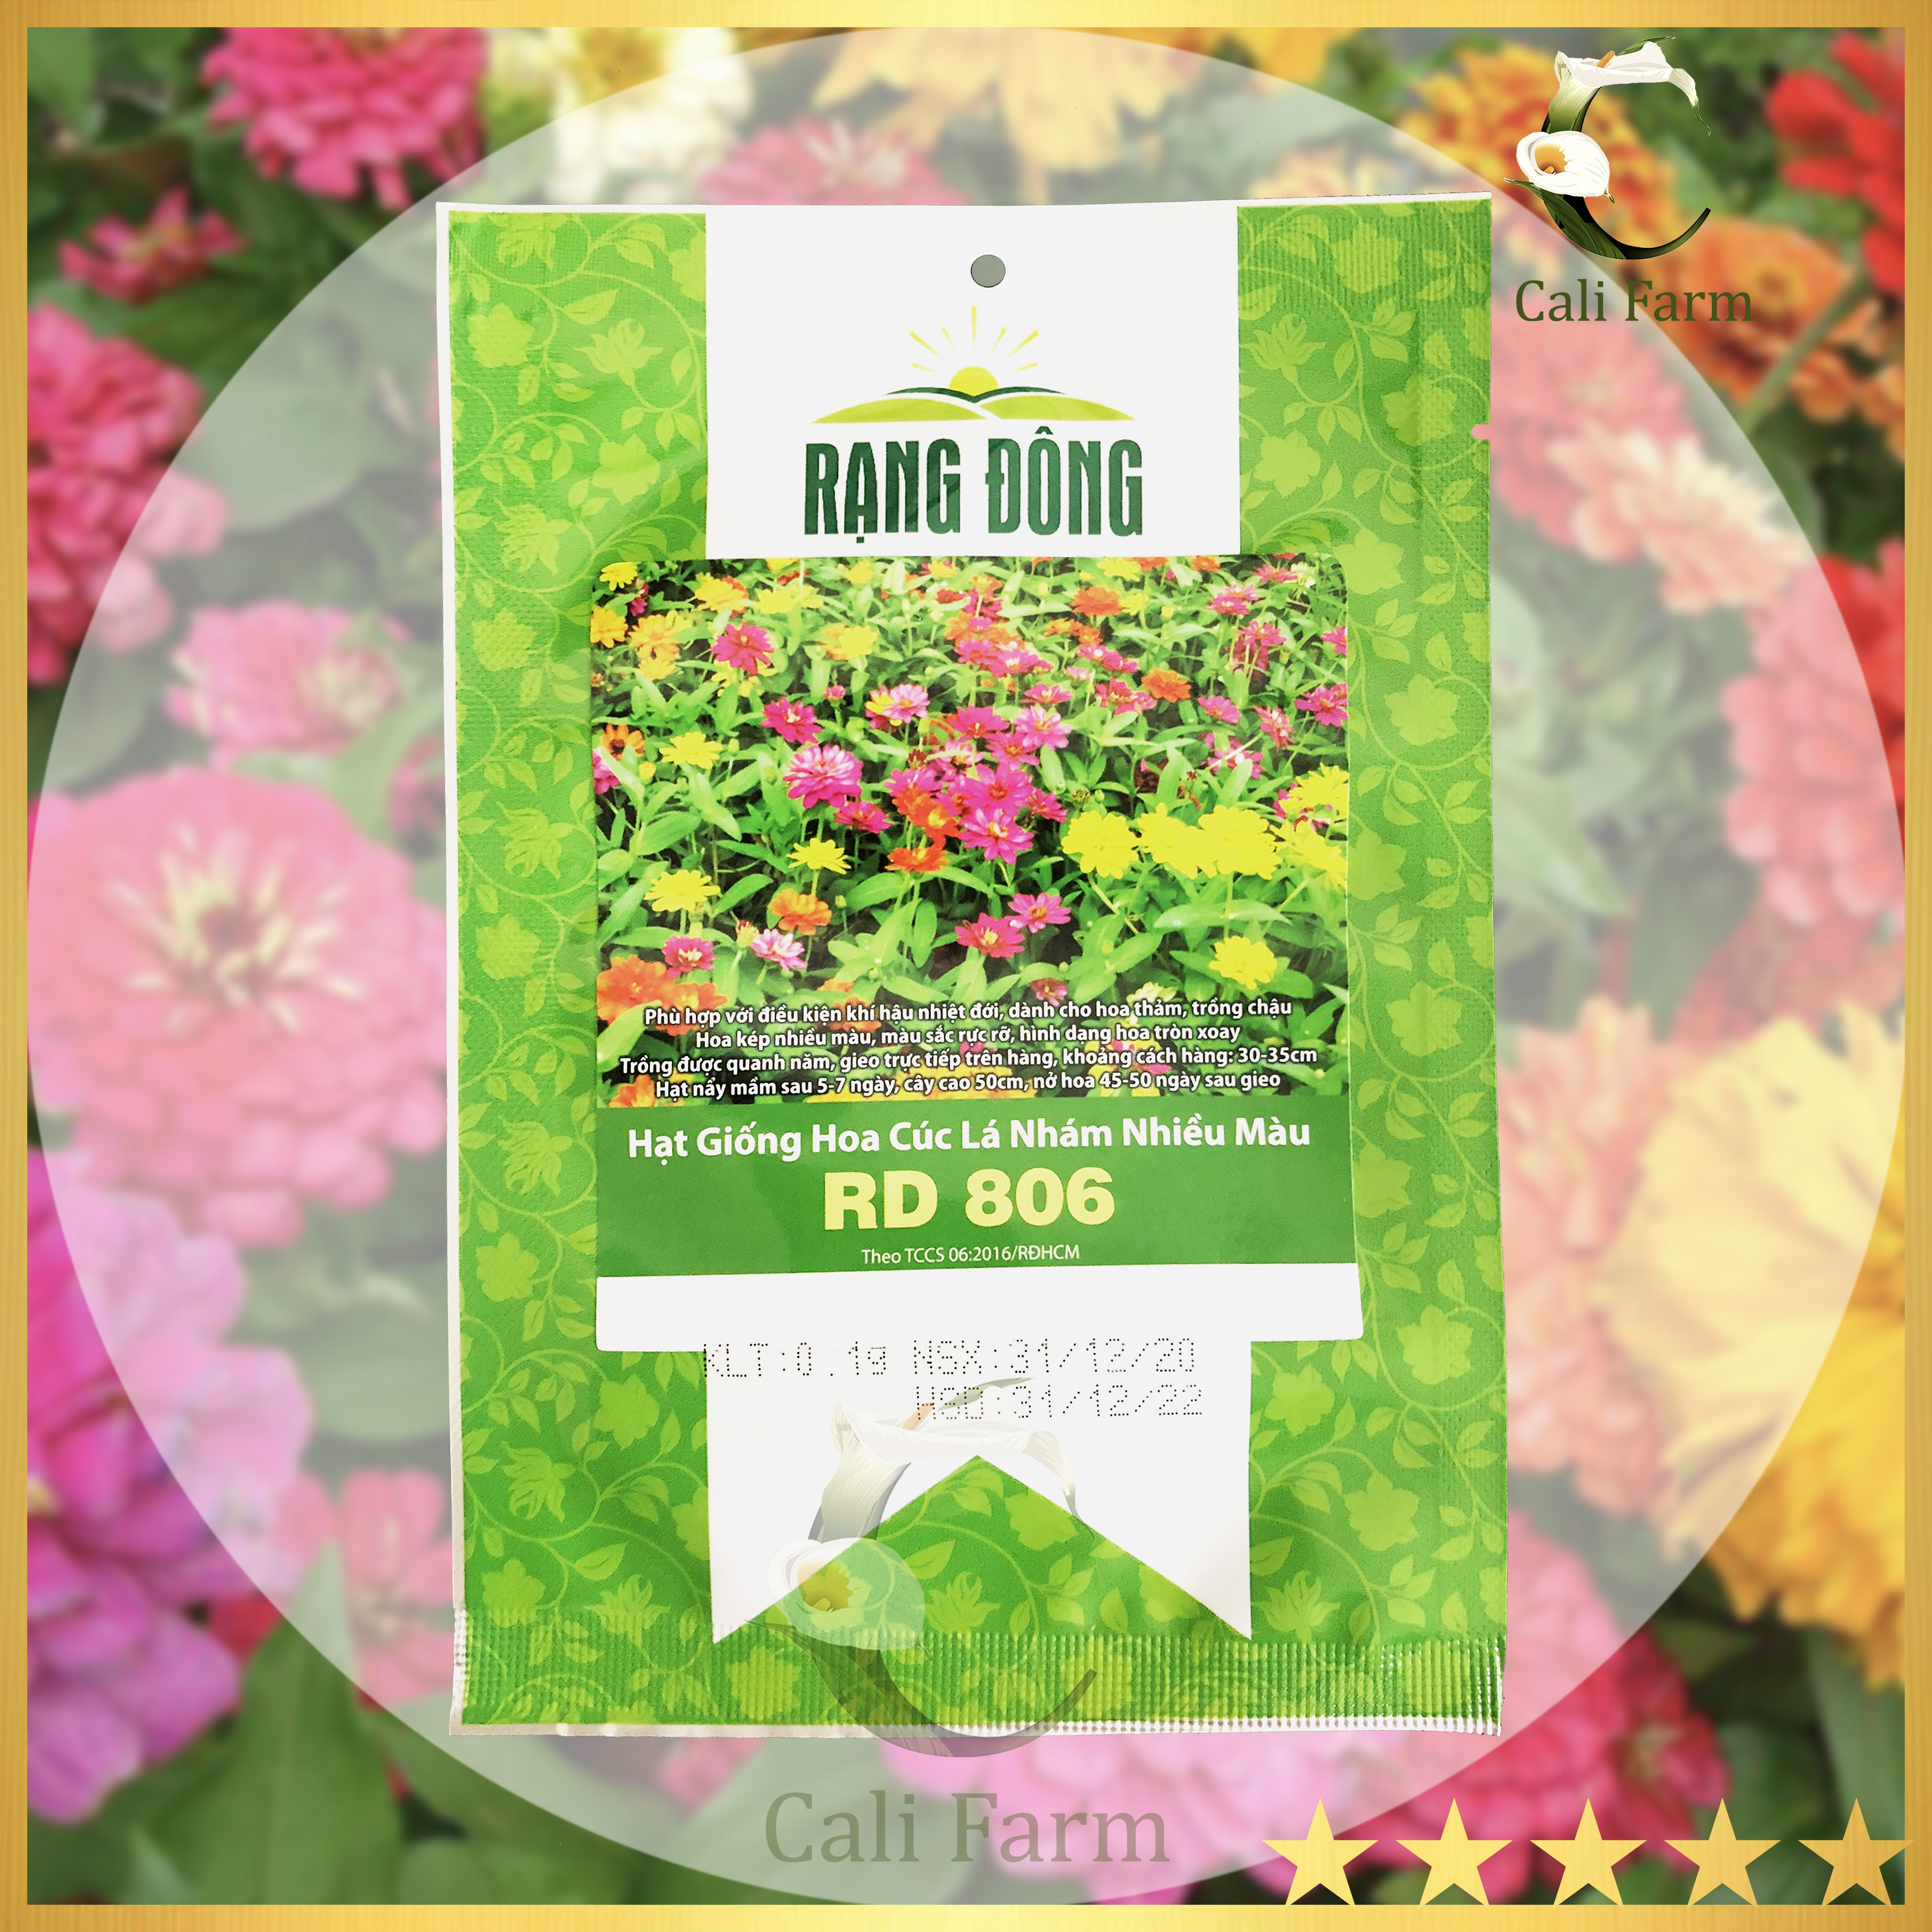 Cali Farm
RẠNG ĐÔNG
Phù hợp với điều kiện khí hậu nhiệt đới, dành cho hoa thảm, trồng chậu
Hoa kép nhiều màu, màu sắc rực rỡ, hình dạng hoa tròn xoay
Trồng được quanh năm, gieo trực tiếp trên hàng, khoảng cách hàng: 30-35cm
Hạt nẩy mầm sau 5-7 ngày, cây cao 50cm, nở hoa 45-50 ngày sau gieo
Hạt Giống Hoa Cúc Lá Nhám Nhiều Màu
RD 806
Theo TCCS 06:2016/RĐHCM
KLT:0.1g NSX:31/12/20
HSD:31/12/22
Cali Farm